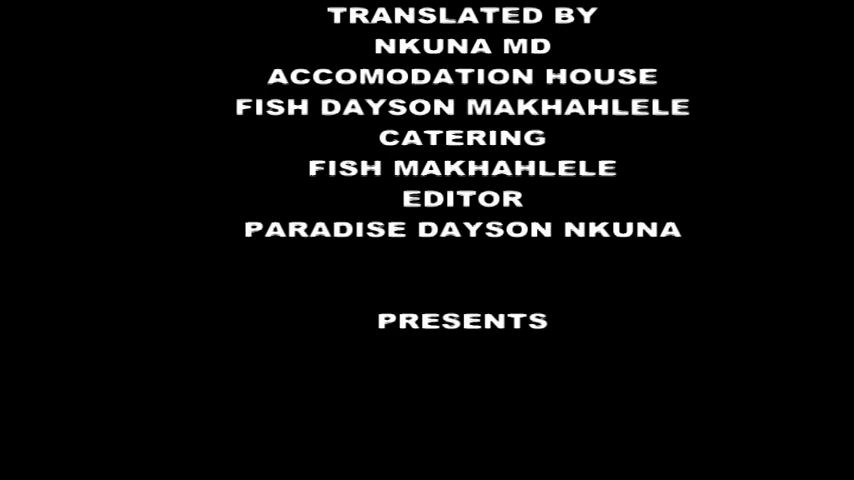 TRANSLATED BY
NKUNA MD
ACCOMODATION HOUSE
FISH DAYSON MAKHAHLELE
CATERING
FISH MAKHAHLELE
EDITOR
PARADISE DAYSON NKUNA
PRESENTS